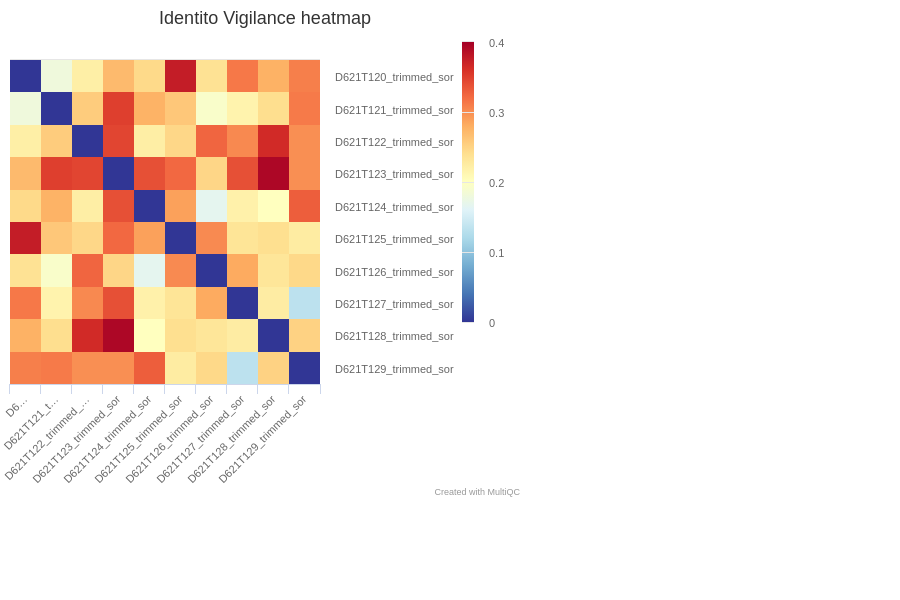 Identito Vigilance heatmap
0.4
D621T120_trimmed_sor
D621T121_trimmed_sor
0.3
D621T122_trimmed_sor
D621T123_trimmed_sor
0.2
D621T124_trimmed_sor
D621T125_trimmed_sor
0.1
D621T126_trimmed_sor
D621T127_trimmed_sor
0
D621T128_trimmed_sor
D621T129_trimmed_sor
D6…
D621T121_t…
D621T122_trimmed_…
D621T123_trimmed_sor
D621T124_trimmed_sor
D621T125_trimmed_sor
D621T126_trimmed_sor
D621T127_trimmed_sor
D621T128_trimmed_sor
D621T129_trimmed_sor
Created with MultiQC